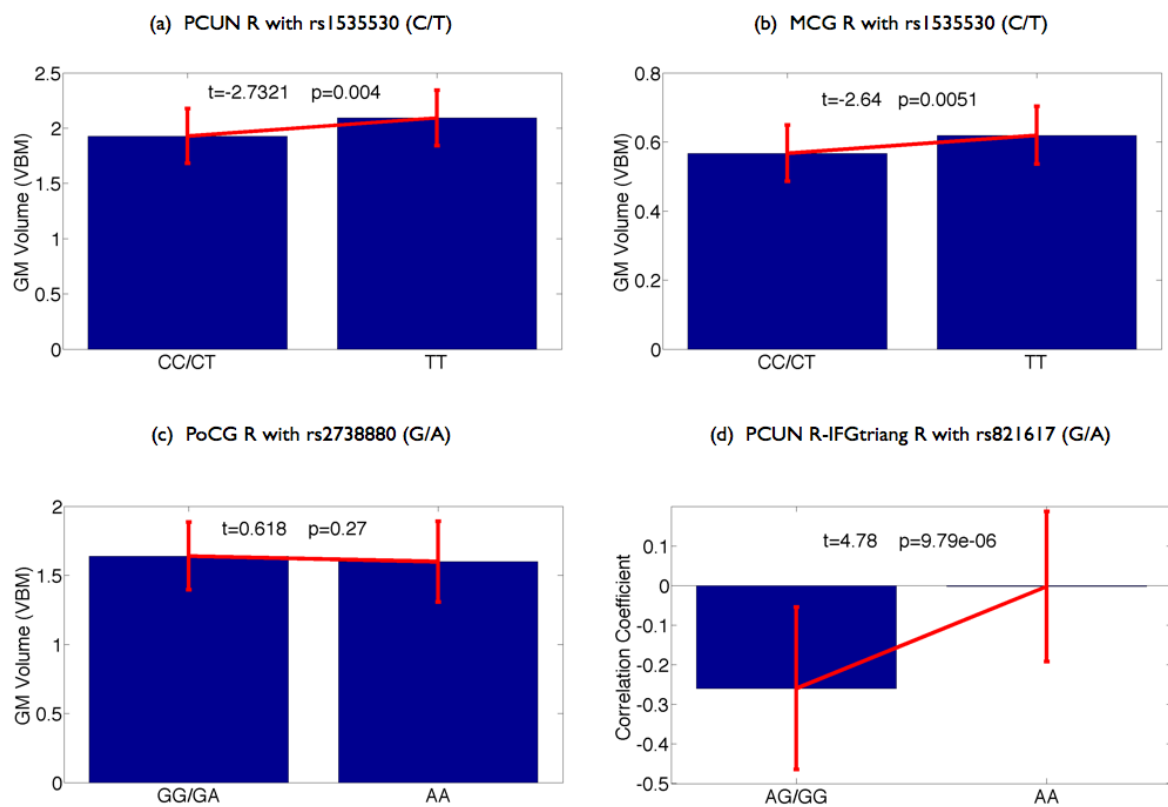 (a) PCUN R with rs1535530 (C/T)
2.5
2
1.5
1
0.5
0
GM Volume (VBM)
t=-2.7321 p=0.004
CC/CT TT
(b) MCG R with rs1535530 (C/T)
0.8
0.6
0.4
0.2
0
GM Volume (VBM)
t=-2.64 p=0.0051
CC/CT TT
(c) PoCG R with rs2738880 (G/A)
2
1.5
1
0.5
0
GM Volume (VBM)
t=0.618 p=0.27
GG/GA AA
(d) PCUN R-IFGtriang R with rs821617 (G/A)
0.1
0
-0.1
-0.2
-0.3
-0.4
-0.5
Correlation Coefficient
t=4.78 p=9.79e-06
AG/GG AA